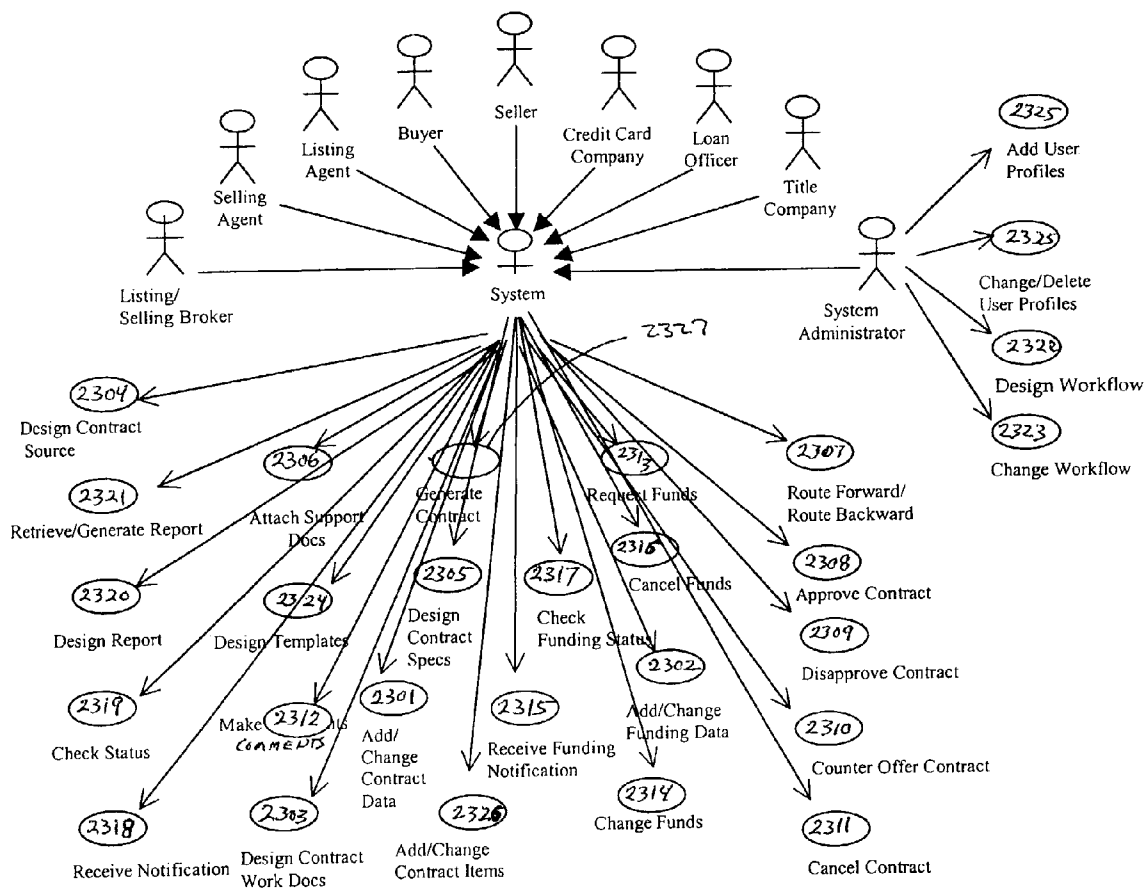 Seller
Buyer
Credit Card
Company
Loan
Officer
Listing
Agent
Title
Company
Selling
Agent
Listing/
Selling Broker
System
System
Administrator
2325
Add User
Profiles
2325
Change/Delete
User Profiles
2322
Design Workflow
2323
Change Workflow
2327
2304
Design Contract
Source
2321
Retrieve/Generate Report
2306
Attach Support
Docs
Generate
Contract
2313
Request Funds
2307
Route Forward/
Route Backward
2316
Cancel Funds
2308
Approve Contract
2320
Design Report
2324
Design Templates
2305
Design
Contract
Specs
2317
Check
Funding Status
2309
Disapprove Contract
2319
Check Status
2312
Make
COMMENTS
2301
Add/
Change
Contract
Data
2315
Receive Funding
Notification
2302
Add/Change
Funding Data
2310
Counter Offer Contract
2318
Receive Notification
2303
Design Contract
Work Docs
2326
Add/Change
Contract Items
2314
Change Funds
2311
Cancel Contract